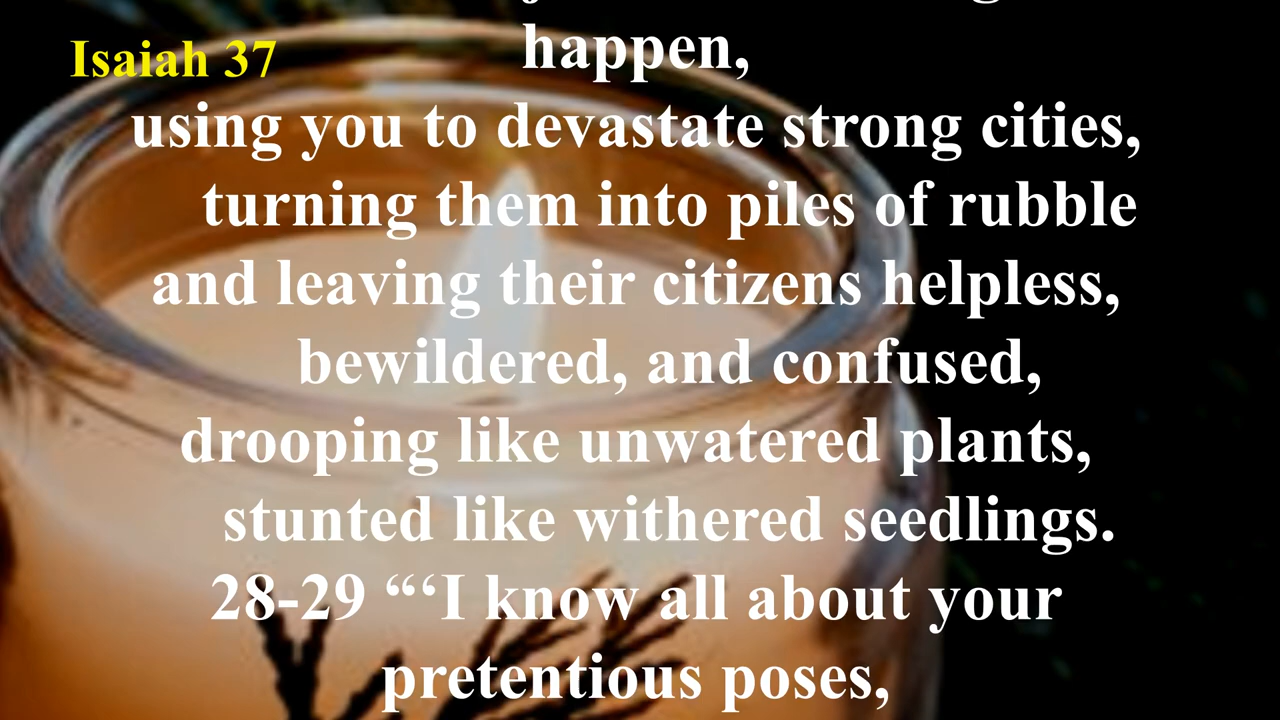 Isaiah 37
happen,
using you to devastate strong cities,
turning them into piles of rubble
and leaving their citizens helpless,
bewildered, and confused,
drooping like unwatered plants,
stunted like withered seedlings.
28-29 “‘I know all about your
pretentious poses,